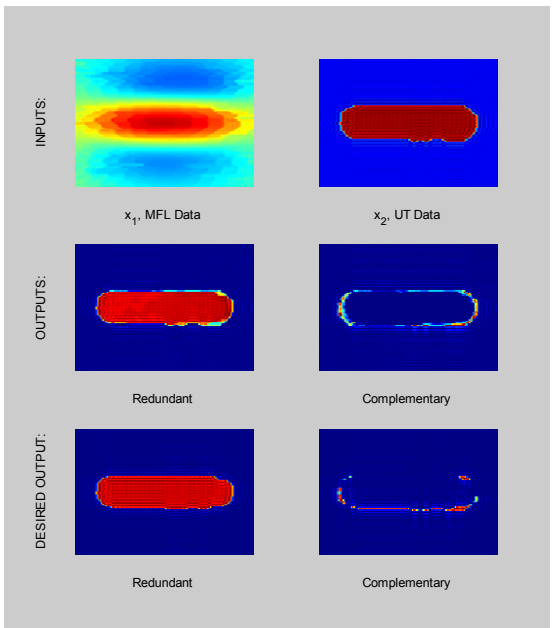 INPUTS:
x1, MFL Data
x2, UT Data
OUTPUTS:
Redundant
Complementary
DESIRED OUTPUT:
Redundant
Complementary